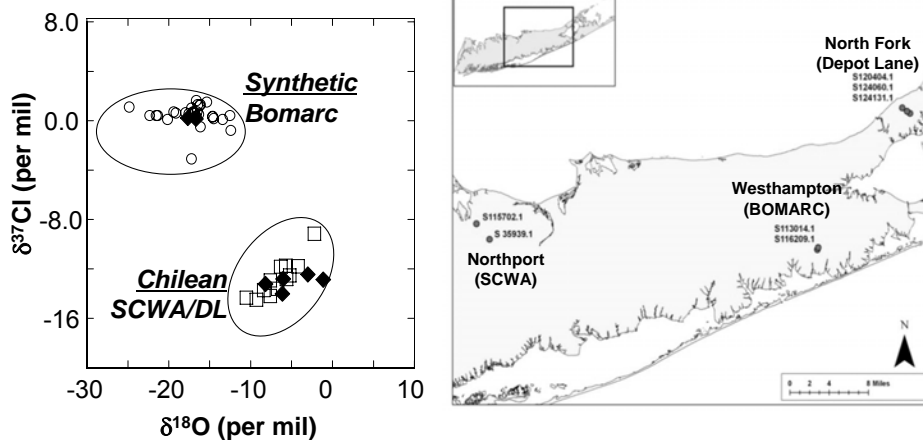 8.0
0.0
-8.0
-16
-30
-20
-10
0
10
δ37Cl (per mil)
δ18O (per mil)
Synthetic
Bomarc
Chilean
SCWA/DL
North Fork
(Depot Lane)
S120404.1
S124060.1
S124131.1
Westhampton
(BOMARC)
S113014.1
S116209.1
S115702.1
S 35939.1
Northport
(SCWA)
N
0 2 4 8 Miles